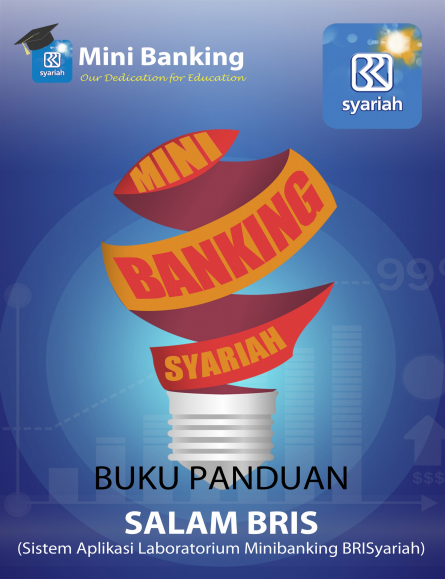 Mini Banking
Our Dedication for Education
syariah
syariah
MINI
BANKING
SYARIAH
99%
$$$
BUKU PANDUAN
SALAM BRIS
(Sistem Aplikasi Laboratorium Minibanking BRISyariah)